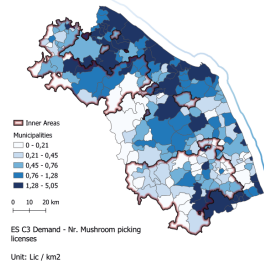 Inner Areas
Municipalities
0 - 0,21
0,21 - 0,45
0,45 - 0,76
0,76 - 1,28
1,28 - 5,05
0 10 20 km
ES C3 Demand - Nr. Mushroom picking
licenses
Unit: Lic / km2